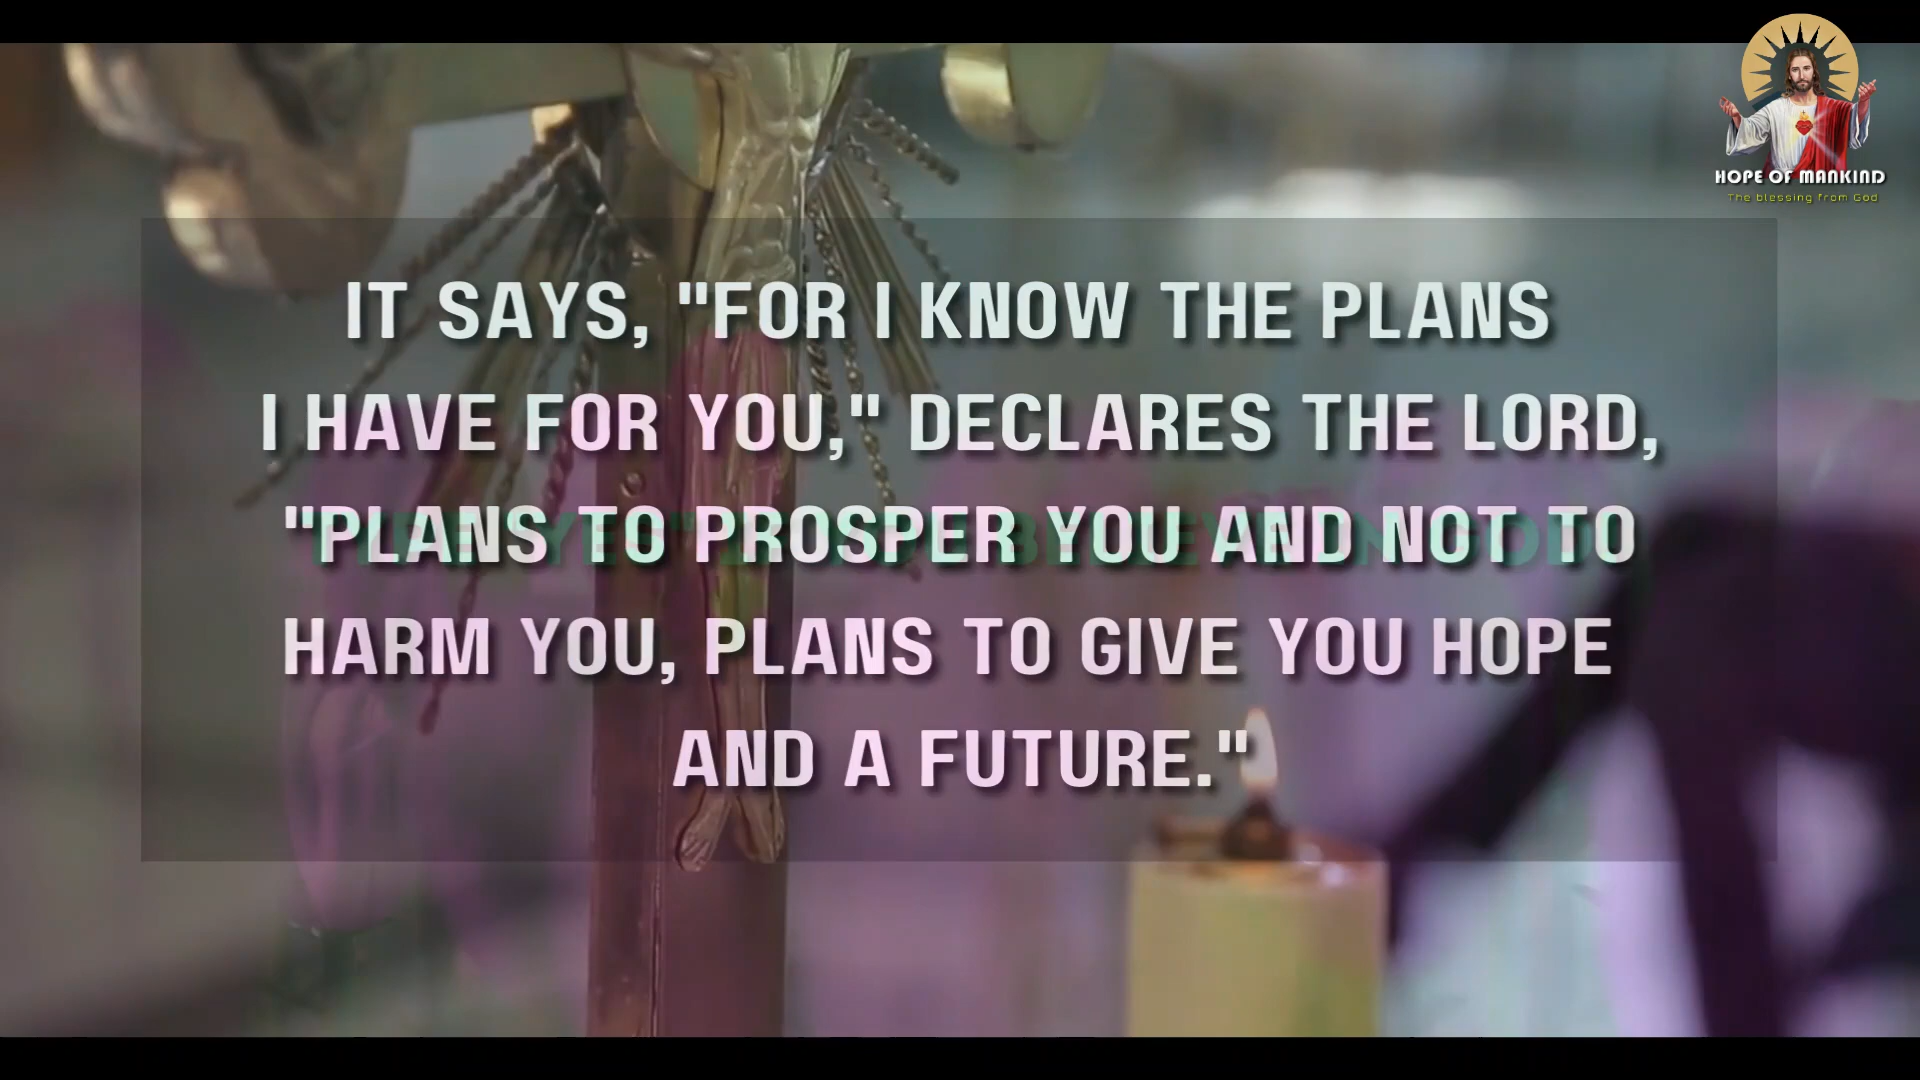 HOPE OF MANKIND
The blessing from God
IT SAYS, "FOR I KNOW THE PLANS
I HAVE FOR YOU," DECLARES THE LORD,
"PLANS TO PROSPER YOU AND NOT TO
HARM YOU, PLANS TO GIVE YOU HOPE
AND A FUTURE."